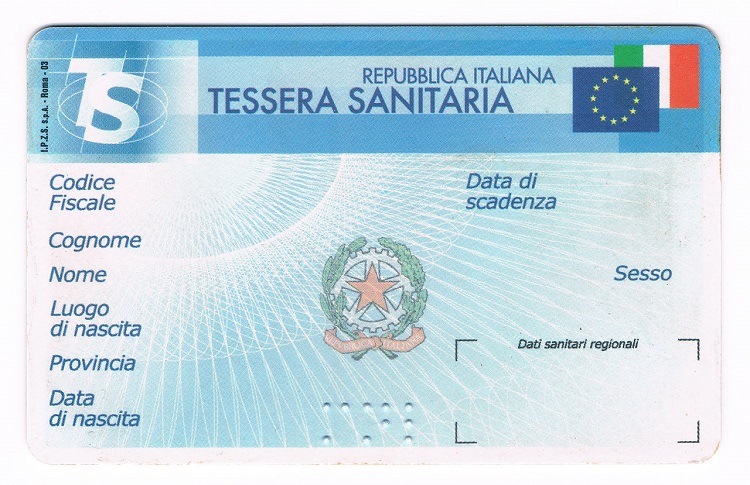 I.P.Z.S. s.p.A. - Roma - 03
TS
REPUBBLICA ITALIANA
TESSERA SANITARIA
Codice
Fiscale
Data di
scadenza
Cognome
Nome
Sesso
Luogo
di nascita
Provincia
Data
di nascita
Dati sanitari regionali
REPUBBLICA ITALIANA